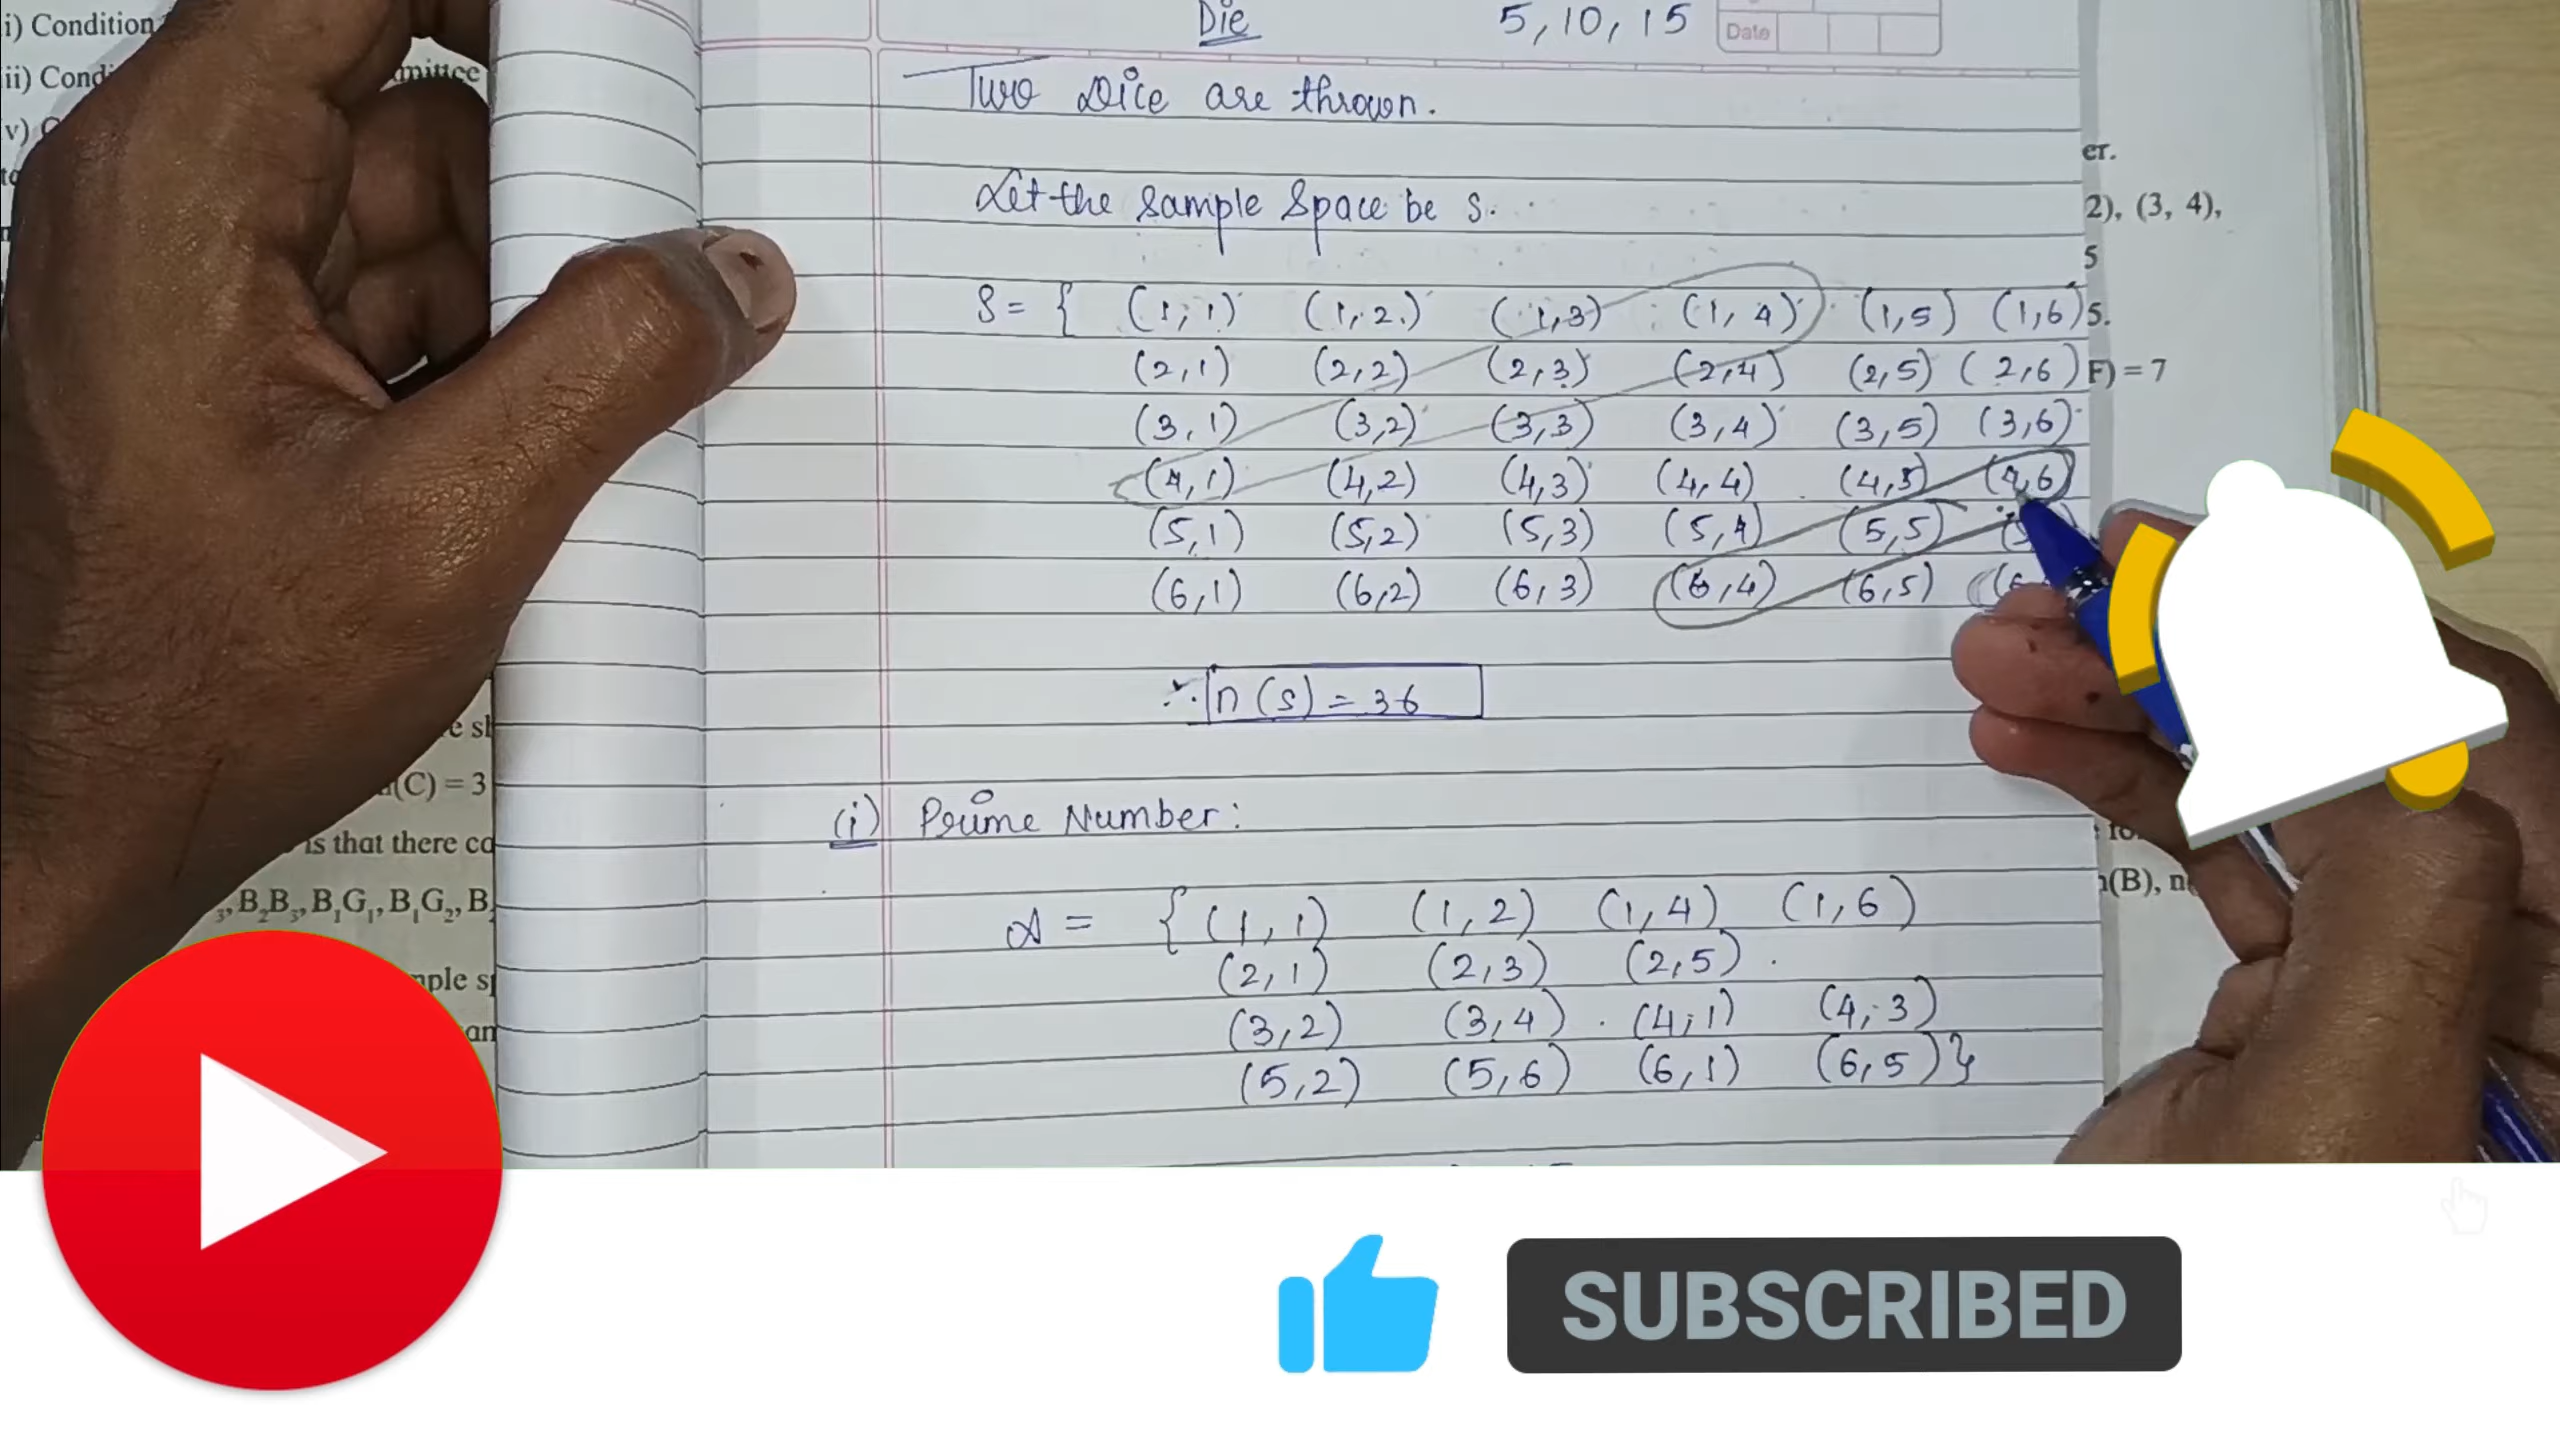 i) Condition
Die 5, 10, 15 Date
ii) mittee
Two Dice are thrown.
er.
Let the Sample Space be S.
2), (3, 4),
5
S = { (1,1) (1,2) (1,3) (1,4) (1,5) (1,6) 5.
(2,1) (2,2) (2,3) (2,4) (2,5) (2,6) F) = 7
(3,1) (3,2) (3,3) (3,4) (3,5) (3,6)
(4,1) (4,2) (4,3) (4,4) (4,5) (4,6)
(5,1) (5,2) (5,3) (5,4) (5,5)
(6,1) (6,2) (6,3) (6,4) (6,5)
∴ n(S) = 36
(C) = 3
(i) Prime Number:
is that there
B₂B₃, B₁G₁, B₁G₂, B
(B), n
A = { (1,1) (1,2) (1,4) (1,6)
(2,1) (2,3) (2,5)
(3,2) (3,4) (4,1) (4,3)
(5,2) (5,6) (6,1) (6,5) }
SUBSCRIBED